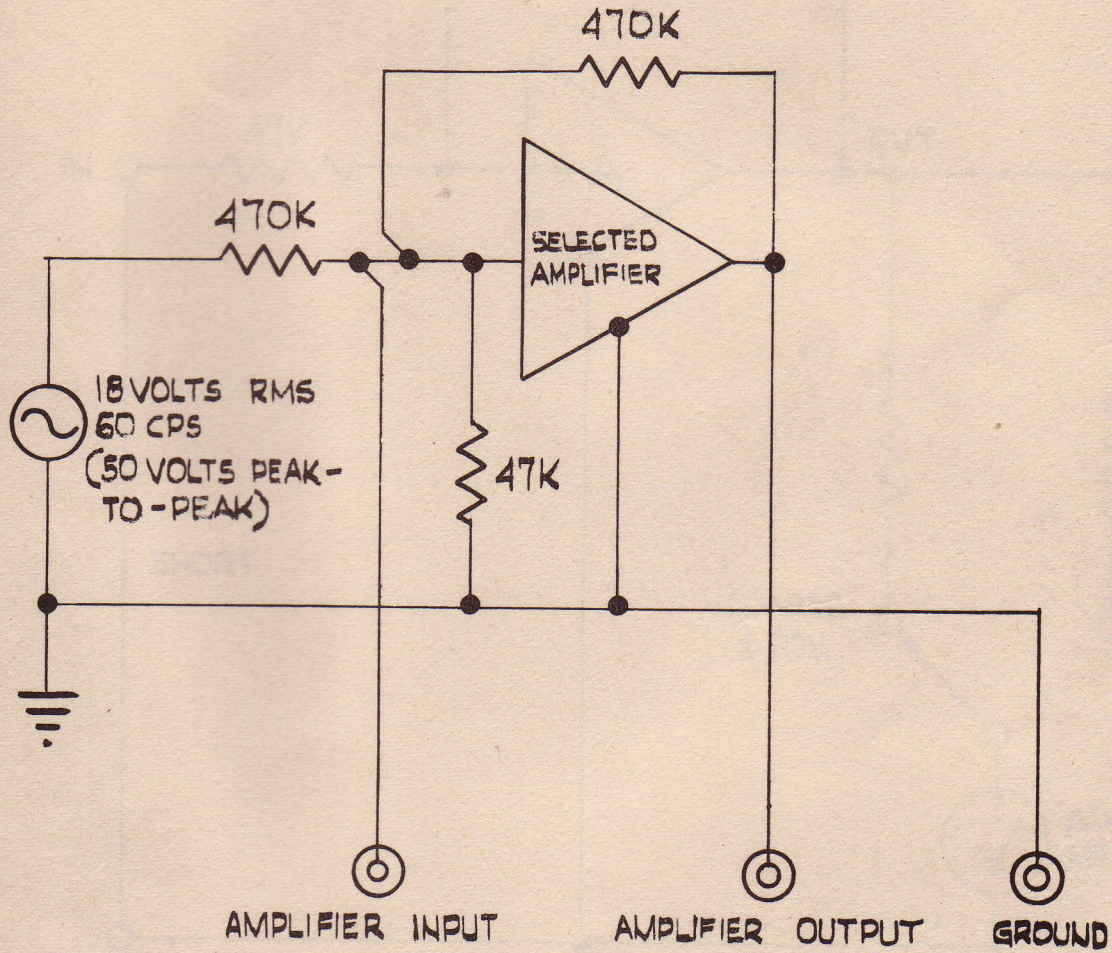 470K
470K
SELECTED
AMPLIFIER
18 VOLTS RMS
60 CPS
(50 VOLTS PEAK-
TO-PEAK)
47K
AMPLIFIER INPUT
AMPLIFIER OUTPUT
GROUND